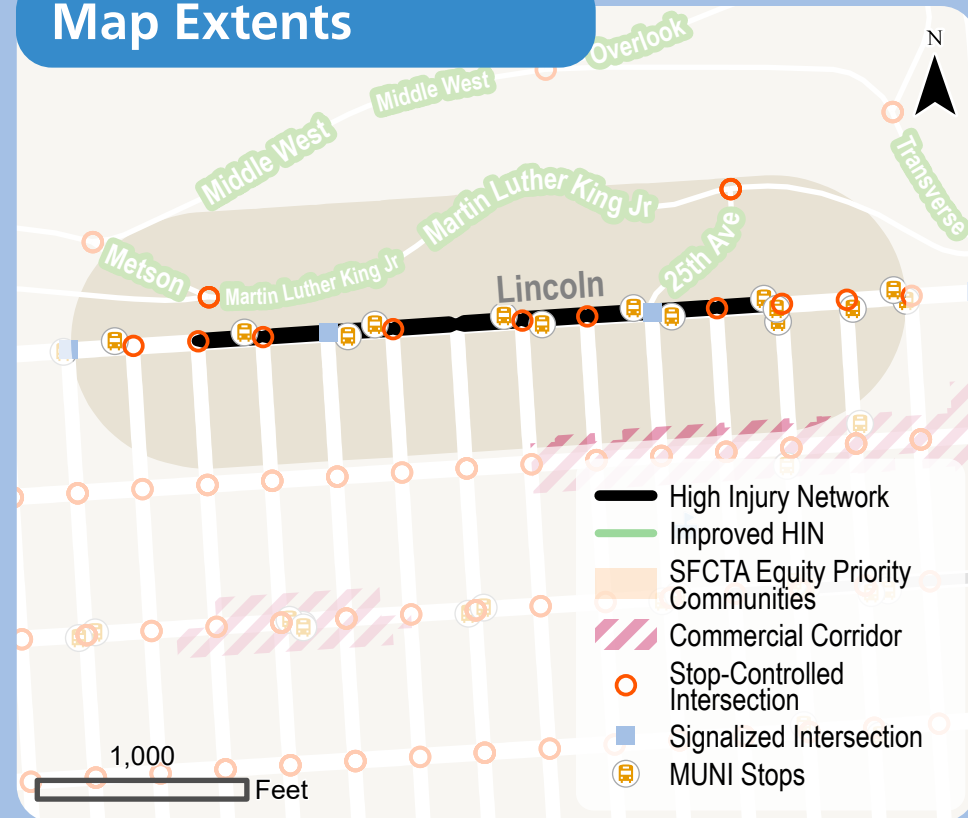 Map Extents
Overlook
N
Middle West
Middle West
Transverse
Martin Luther King Jr
25th Ave
Metson
Martin Luther King Jr
Lincoln
High Injury Network
Improved HIN
SFCTA Equity Priority
Communities
Commercial Corridor
Stop-Controlled
Intersection
Signalized Intersection
MUNI Stops
1,000
Feet